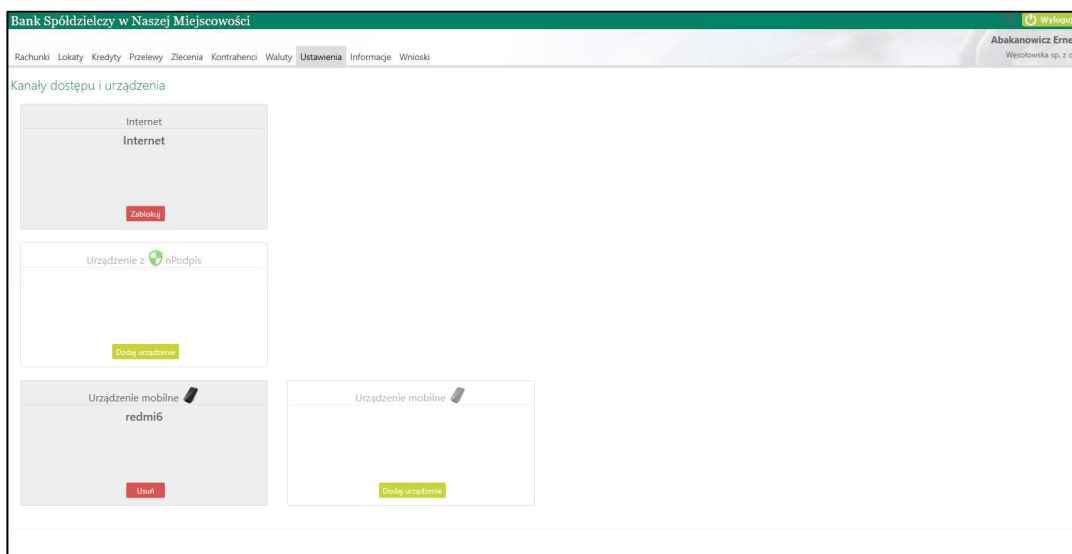 Bank Spółdzielczy w Naszej Miejscowości
Wyloguj
Abakanowicz Erne
Wesołowska sp. z o
Rachunki Lokaty Kredyty Przelewy Zlecenia Kontrahenci Waluty Ustawienia Informacje Wnioski
Kanały dostępu i urządzenia
Internet
Internet
Zablokuj
Urządzenie z nPodpis
Dodaj urządzenie
Urządzenie mobilne
redmi6
Usuń
Urządzenie mobilne
Dodaj urządzenie